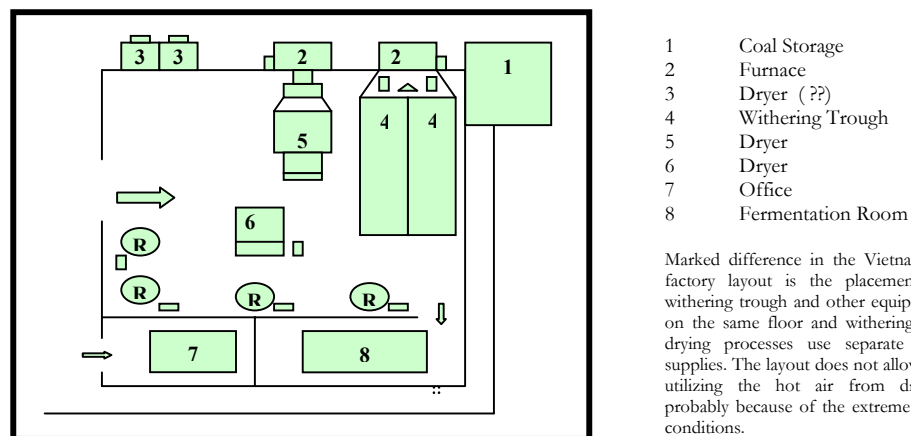 3 3 2 2 1
4 4
5
6
R
R R R
7 8
1 Coal Storage
2 Furnace
3 Dryer ( ??)
4 Withering Trough
5 Dryer
6 Dryer
7 Office
8 Fermentation Room
Marked difference in the Vietna
factory layout is the placemen
withering trough and other equip
on the same floor and withering
drying processes use separate
supplies. The layout does not allov
utilizing the hot air from dr
probably because of the extreme
conditions.